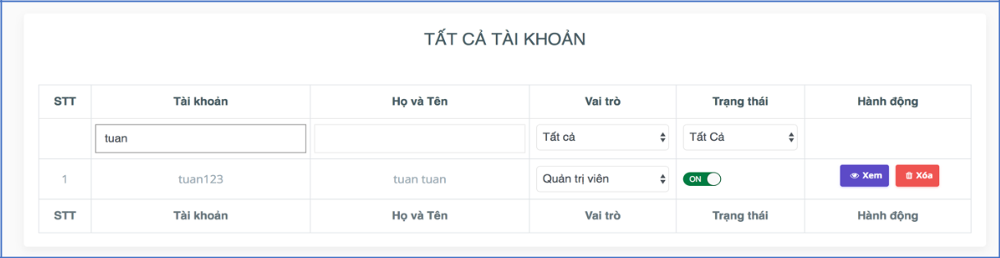 TẤT CẢ TÀI KHOẢN
STT Tài khoản Họ và Tên Vai trò Trạng thái Hành động
tuan Tất cả Tất Cả
1 tuan123 tuan tuan Quản trị viên ON Xem Xóa
STT Tài khoản Họ và Tên Vai trò Trạng thái Hành động